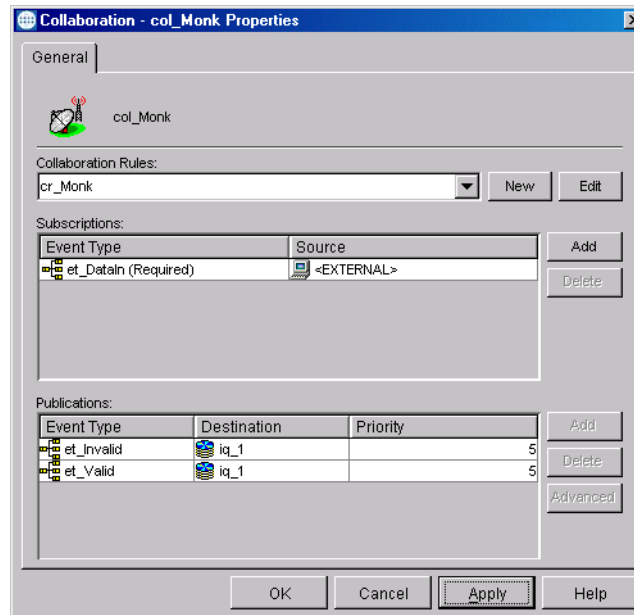 Collaboration - col_Monk Properties
General
col_Monk
Collaboration Rules:
cr_Monk New Edit
Subscriptions:
Event Type Source Add
et_DataIn (Required) <EXTERNAL> Delete
Publications:
Event Type Destination Priority Add
et_Invalid iq_1 5
et_Valid iq_1 5 Delete
Advanced
OK Cancel Apply Help